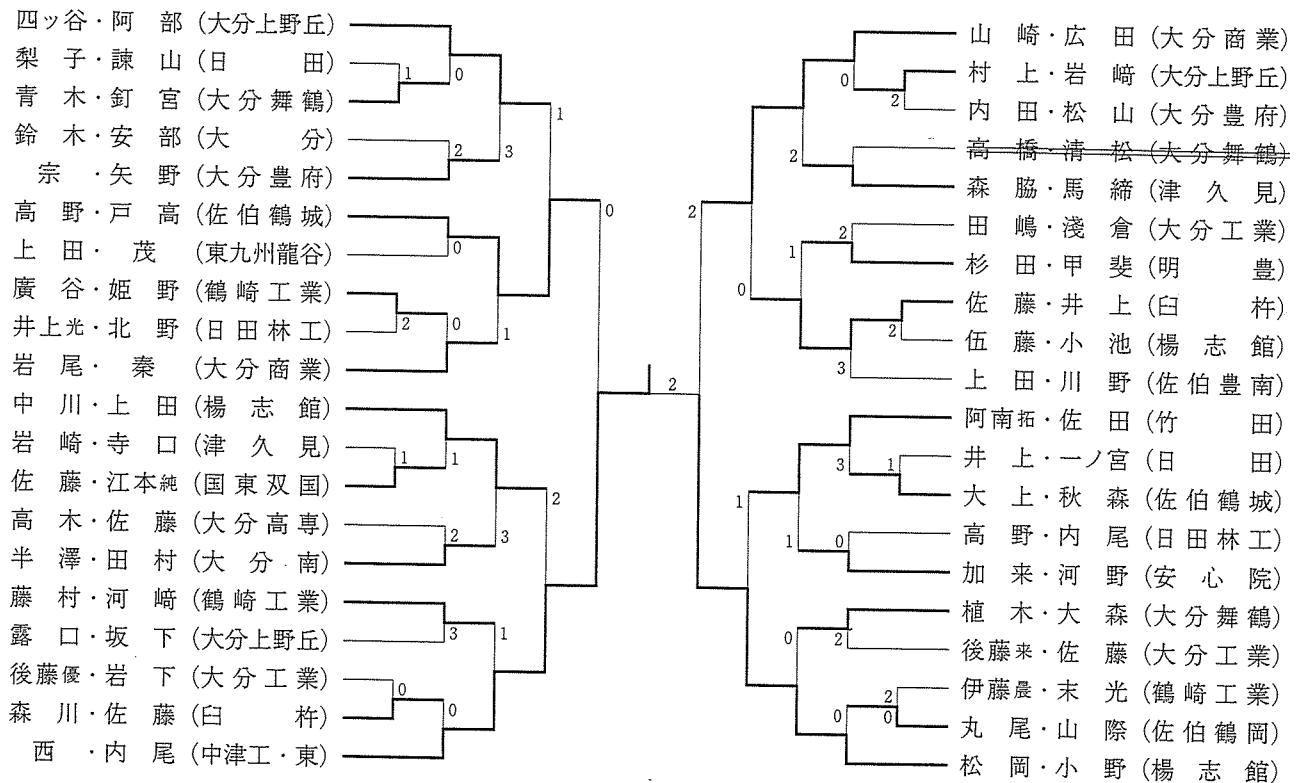 四ッ谷・阿部 (大分上野丘)
梨子・諫山 (日田)
青木・釘宮 (大分舞鶴)
鈴木・安部 (大分)
宗・矢野 (大分豊府)
高野・戸高 (佐伯鶴城)
上田・茂 (東九州龍谷)
廣谷・姫野 (鶴崎工業)
井上光・北野 (日田林工)
岩尾・秦 (大分商業)
中川・上田 (楊志館)
岩崎・寺口 (津久見)
佐藤・江本純 (国東双国)
高木・佐藤 (大分高専)
半澤・田村 (大分南)
藤村・河﨑 (鶴崎工業)
露口・坂下 (大分上野丘)
後藤優・岩下 (大分工業)
森川・佐藤 (臼杵)
西・内尾 (中津工・東)
1
0
2
3
1
0
0
2
0
1
1
1
2
3
2
3
1
0
0
0
2
山崎・広田 (大分商業)
村上・岩﨑 (大分上野丘)
内田・松山 (大分豊府)
高橋・清松 (大分舞鶴)
森脇・馬締 (津久見)
田嶋・淺倉 (大分工業)
杉田・甲斐 (明豊)
佐藤・井上 (臼杵)
伍藤・小池 (楊志館)
上田・川野 (佐伯豊南)
阿南拓・佐田 (竹田)
井上・一ノ宮 (日田)
大上・秋森 (佐伯鶴城)
高野・内尾 (日田林工)
加来・河野 (安心院)
植木・大森 (大分舞鶴)
後藤来・佐藤 (大分工業)
伊藤晨・末光 (鶴崎工業)
丸尾・山際 (佐伯鶴岡)
松岡・小野 (楊志館)
0
2
2
2
2
1
0
2
3
1
3
1
0
1
0
2
2
0
0